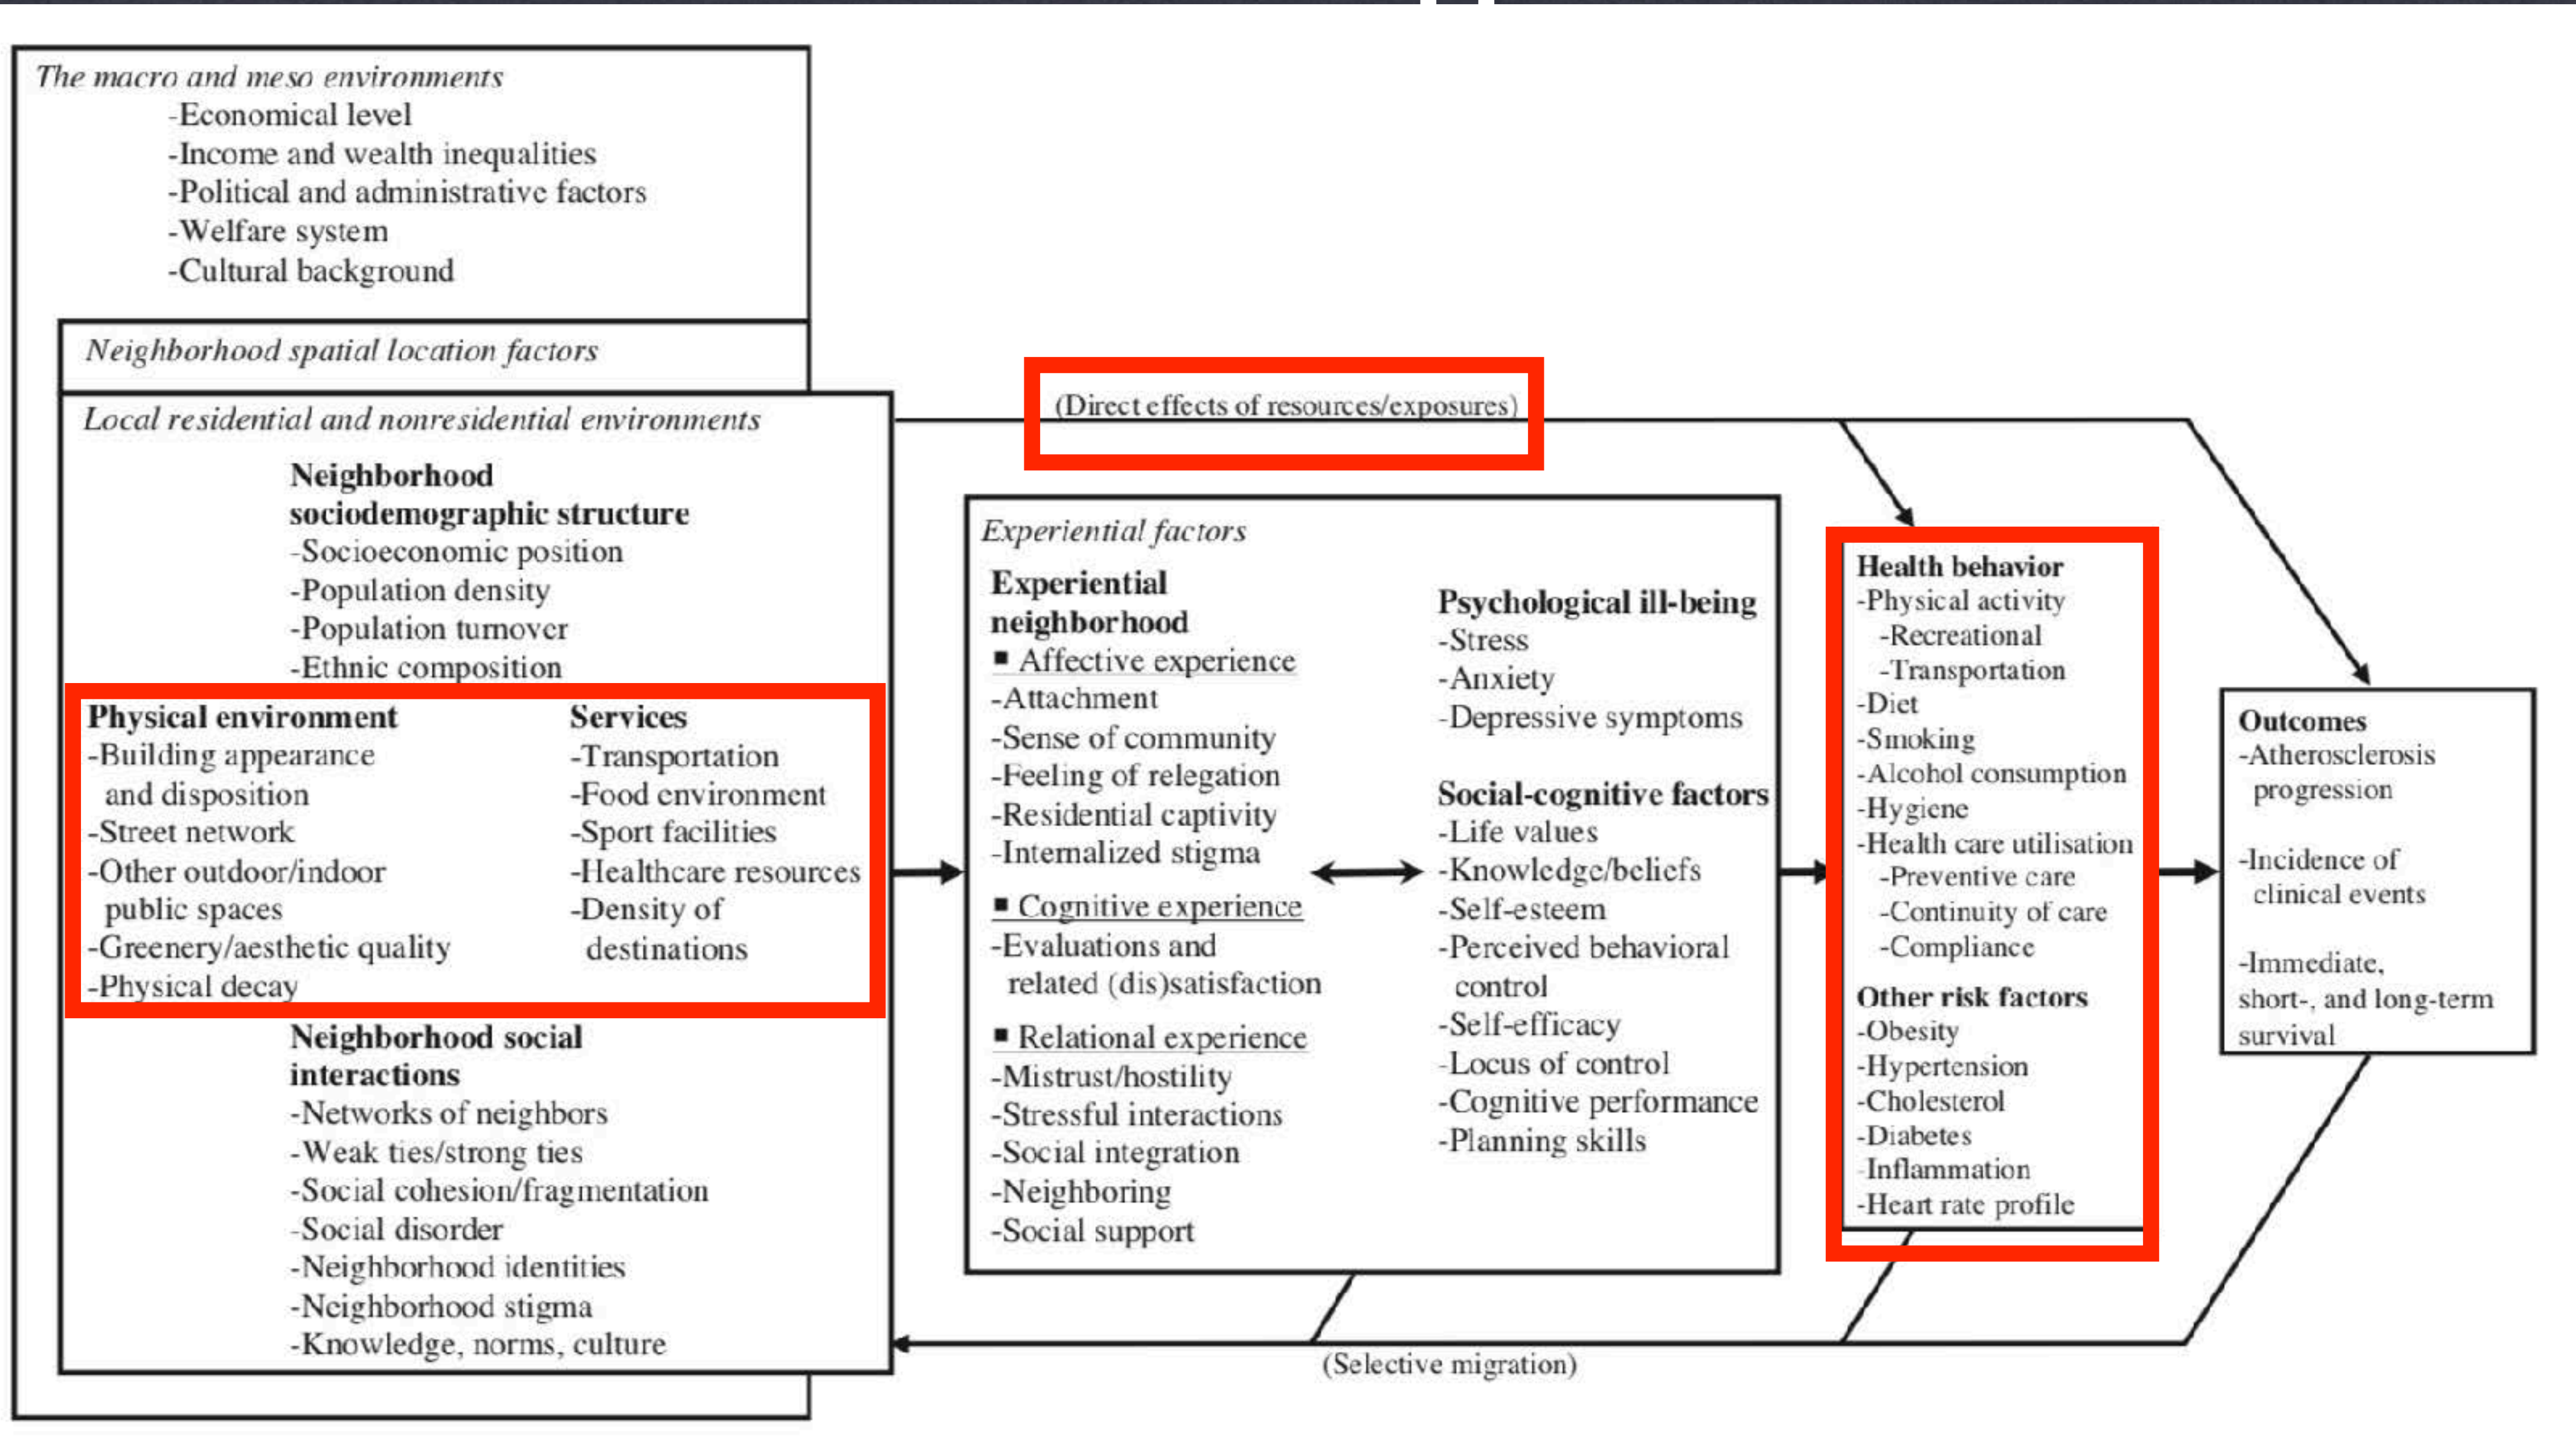 The macro and meso environments
-Economical level
-Income and wealth inequalities
-Political and administrative factors
-Welfare system
-Cultural background
Neighborhood spatial location factors
Local residential and nonresidential environments
Neighborhood
sociodemographic structure
-Socioeconomic position
-Population density
-Population turnover
-Ethnic composition
Physical environment
-Building appearance
and disposition
-Street network
-Other outdoor/indoor
public spaces
-Greenery/aesthetic quality
-Physical decay
Services
-Transportation
-Food environment
-Sport facilities
-Healthcare resources
-Density of
destinations
Neighborhood social
interactions
-Networks of neighbors
-Weak ties/strong ties
-Social cohesion/fragmentation
-Social disorder
-Neighborhood identities
-Neighborhood stigma
-Knowledge, norms, culture
(Direct effects of resources/exposures)
Experiential factors
Experiential
neighborhood
▪ Affective experience
-Attachment
-Sense of community
-Feeling of relegation
-Residential captivity
-Internalized stigma
▪ Cognitive experience
-Evaluations and
related (dis)satisfaction
▪ Relational experience
-Mistrust/hostility
-Stressful interactions
-Social integration
-Neighboring
-Social support
Psychological ill-being
-Stress
-Anxiety
-Depressive symptoms
Social-cognitive factors
-Life values
-Knowledge/beliefs
-Self-esteem
-Perceived behavioral
control
-Self-efficacy
-Locus of control
-Cognitive performance
-Planning skills
Health behavior
-Physical activity
-Recreational
-Transportation
-Diet
-Smoking
-Alcohol consumption
-Hygiene
-Health care utilisation
-Preventive care
-Continuity of care
-Compliance
Other risk factors
-Obesity
-Hypertension
-Cholesterol
-Diabetes
-Inflammation
-Heart rate profile
Outcomes
-Atherosclerosis
progression
-Incidence of
clinical events
-Immediate,
short-, and long-term
survival
(Selective migration)